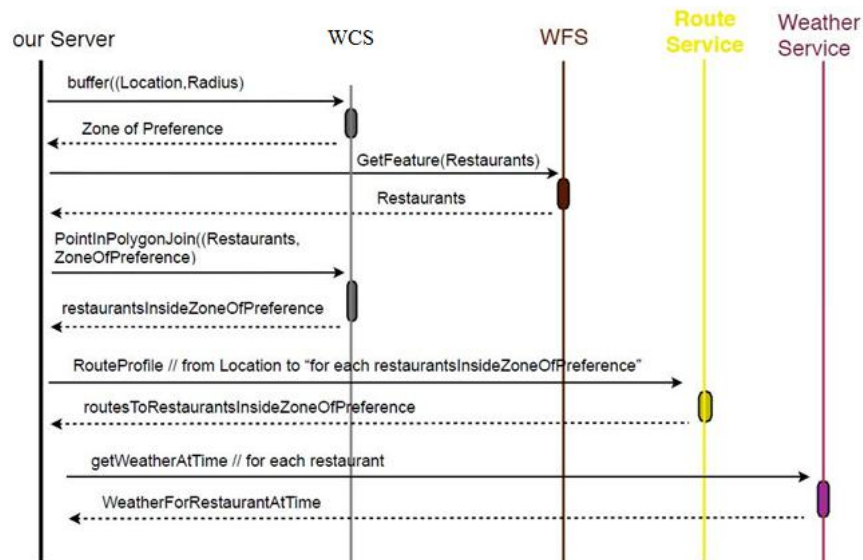 our Server
WCS
WFS
Route
Service
Weather
Service
buffer((Location,Radius)
Zone of Preference
GetFeature(Restaurants)
Restaurants
PointInPolygonJoin((Restaurants,
ZoneOfPreference)
restaurantsInsideZoneOfPreference
RouteProfile // from Location to “for each restaurantsInsideZoneOfPreference”
routesToRestaurantsInsideZoneOfPreference
getWeatherAtTime // for each restaurant
WeatherForRestaurantAtTime